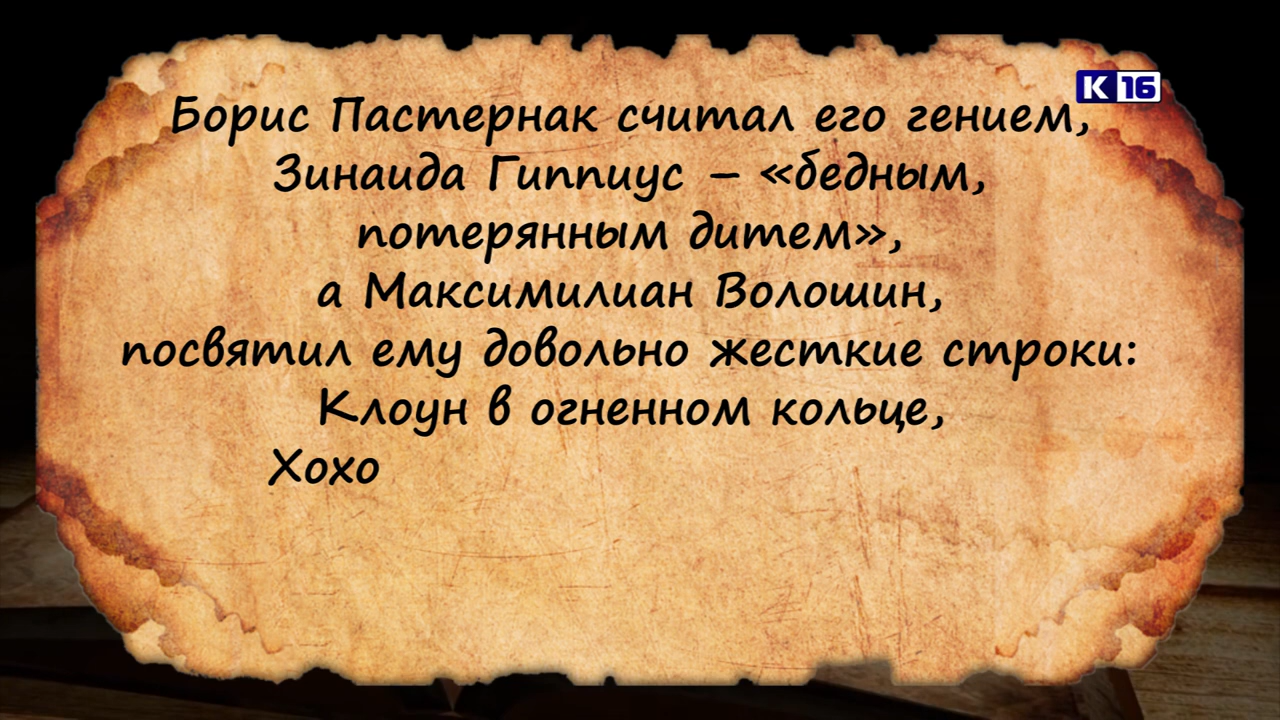 К 16
Борис Пастернак считал его гением,
Зинаида Гиппиус – «бедным,
потерянным дитем»,
а Максимилиан Волошин,
посвятил ему довольно жесткие строки:
Клоун в огненном кольце,
Хохо